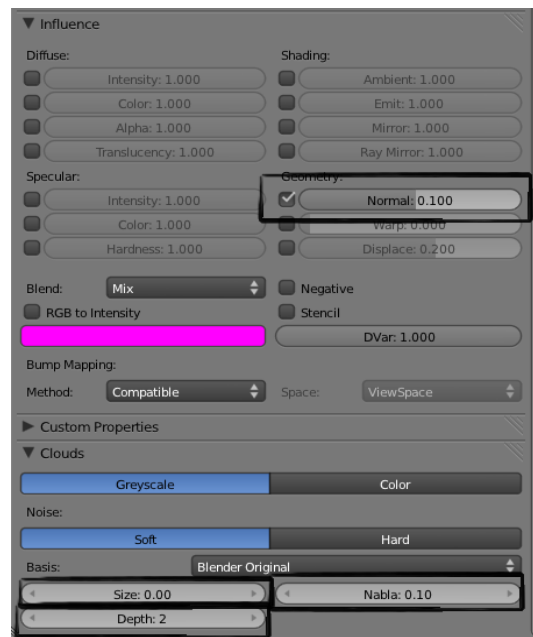 Influence
Diffuse: Shading:
Intensity: 1.000 Ambient: 1.000
Color: 1.000 Emit: 1.000
Alpha: 1.000 Mirror: 1.000
Translucency: 1.000 Ray Mirror: 1.000
Specular: Geometry:
Intensity: 1.000 Normal: 0.100
Color: 1.000 Warp: 0.000
Hardness: 1.000 Displace: 0.200
Blend: Mix Negative
RGB to Intensity Stencil
DVar: 1.000
Bump Mapping:
Method: Compatible Space: ViewSpace
Custom Properties
Clouds
Greyscale Color
Noise:
Soft Hard
Basis: Blender Original
Size: 0.00 Nabla: 0.10
Depth: 2